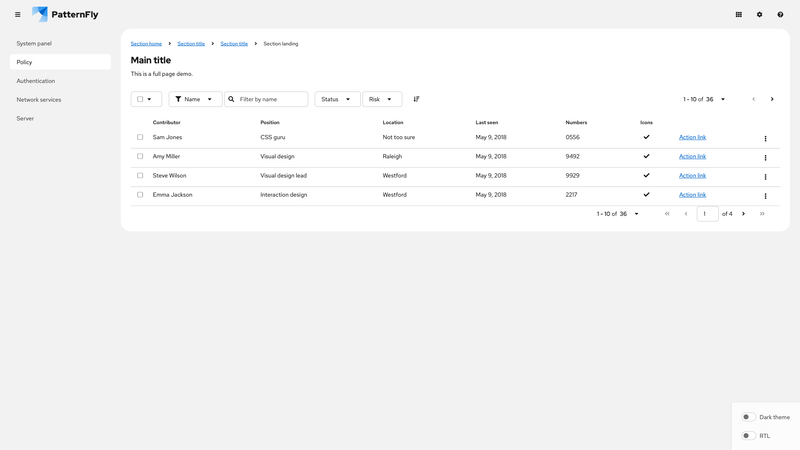 PatternFly
System panel
Policy
Authentication
Network services
Server
Section home Section title Section title Section landing
Main title
This is a full page demo.
Name Filter by name Status Risk 1 - 10 of 36
Contributor Position Location Last seen Numbers Icons
Sam Jones CSS guru Not too sure May 9, 2018 0556 Action link
Amy Miller Visual design Raleigh May 9, 2018 9492 Action link
Steve Wilson Visual design lead Westford May 9, 2018 9929 Action link
Emma Jackson Interaction design Westford May 9, 2018 2217 Action link
1 - 10 of 36 1 of 4
Dark theme
RTL